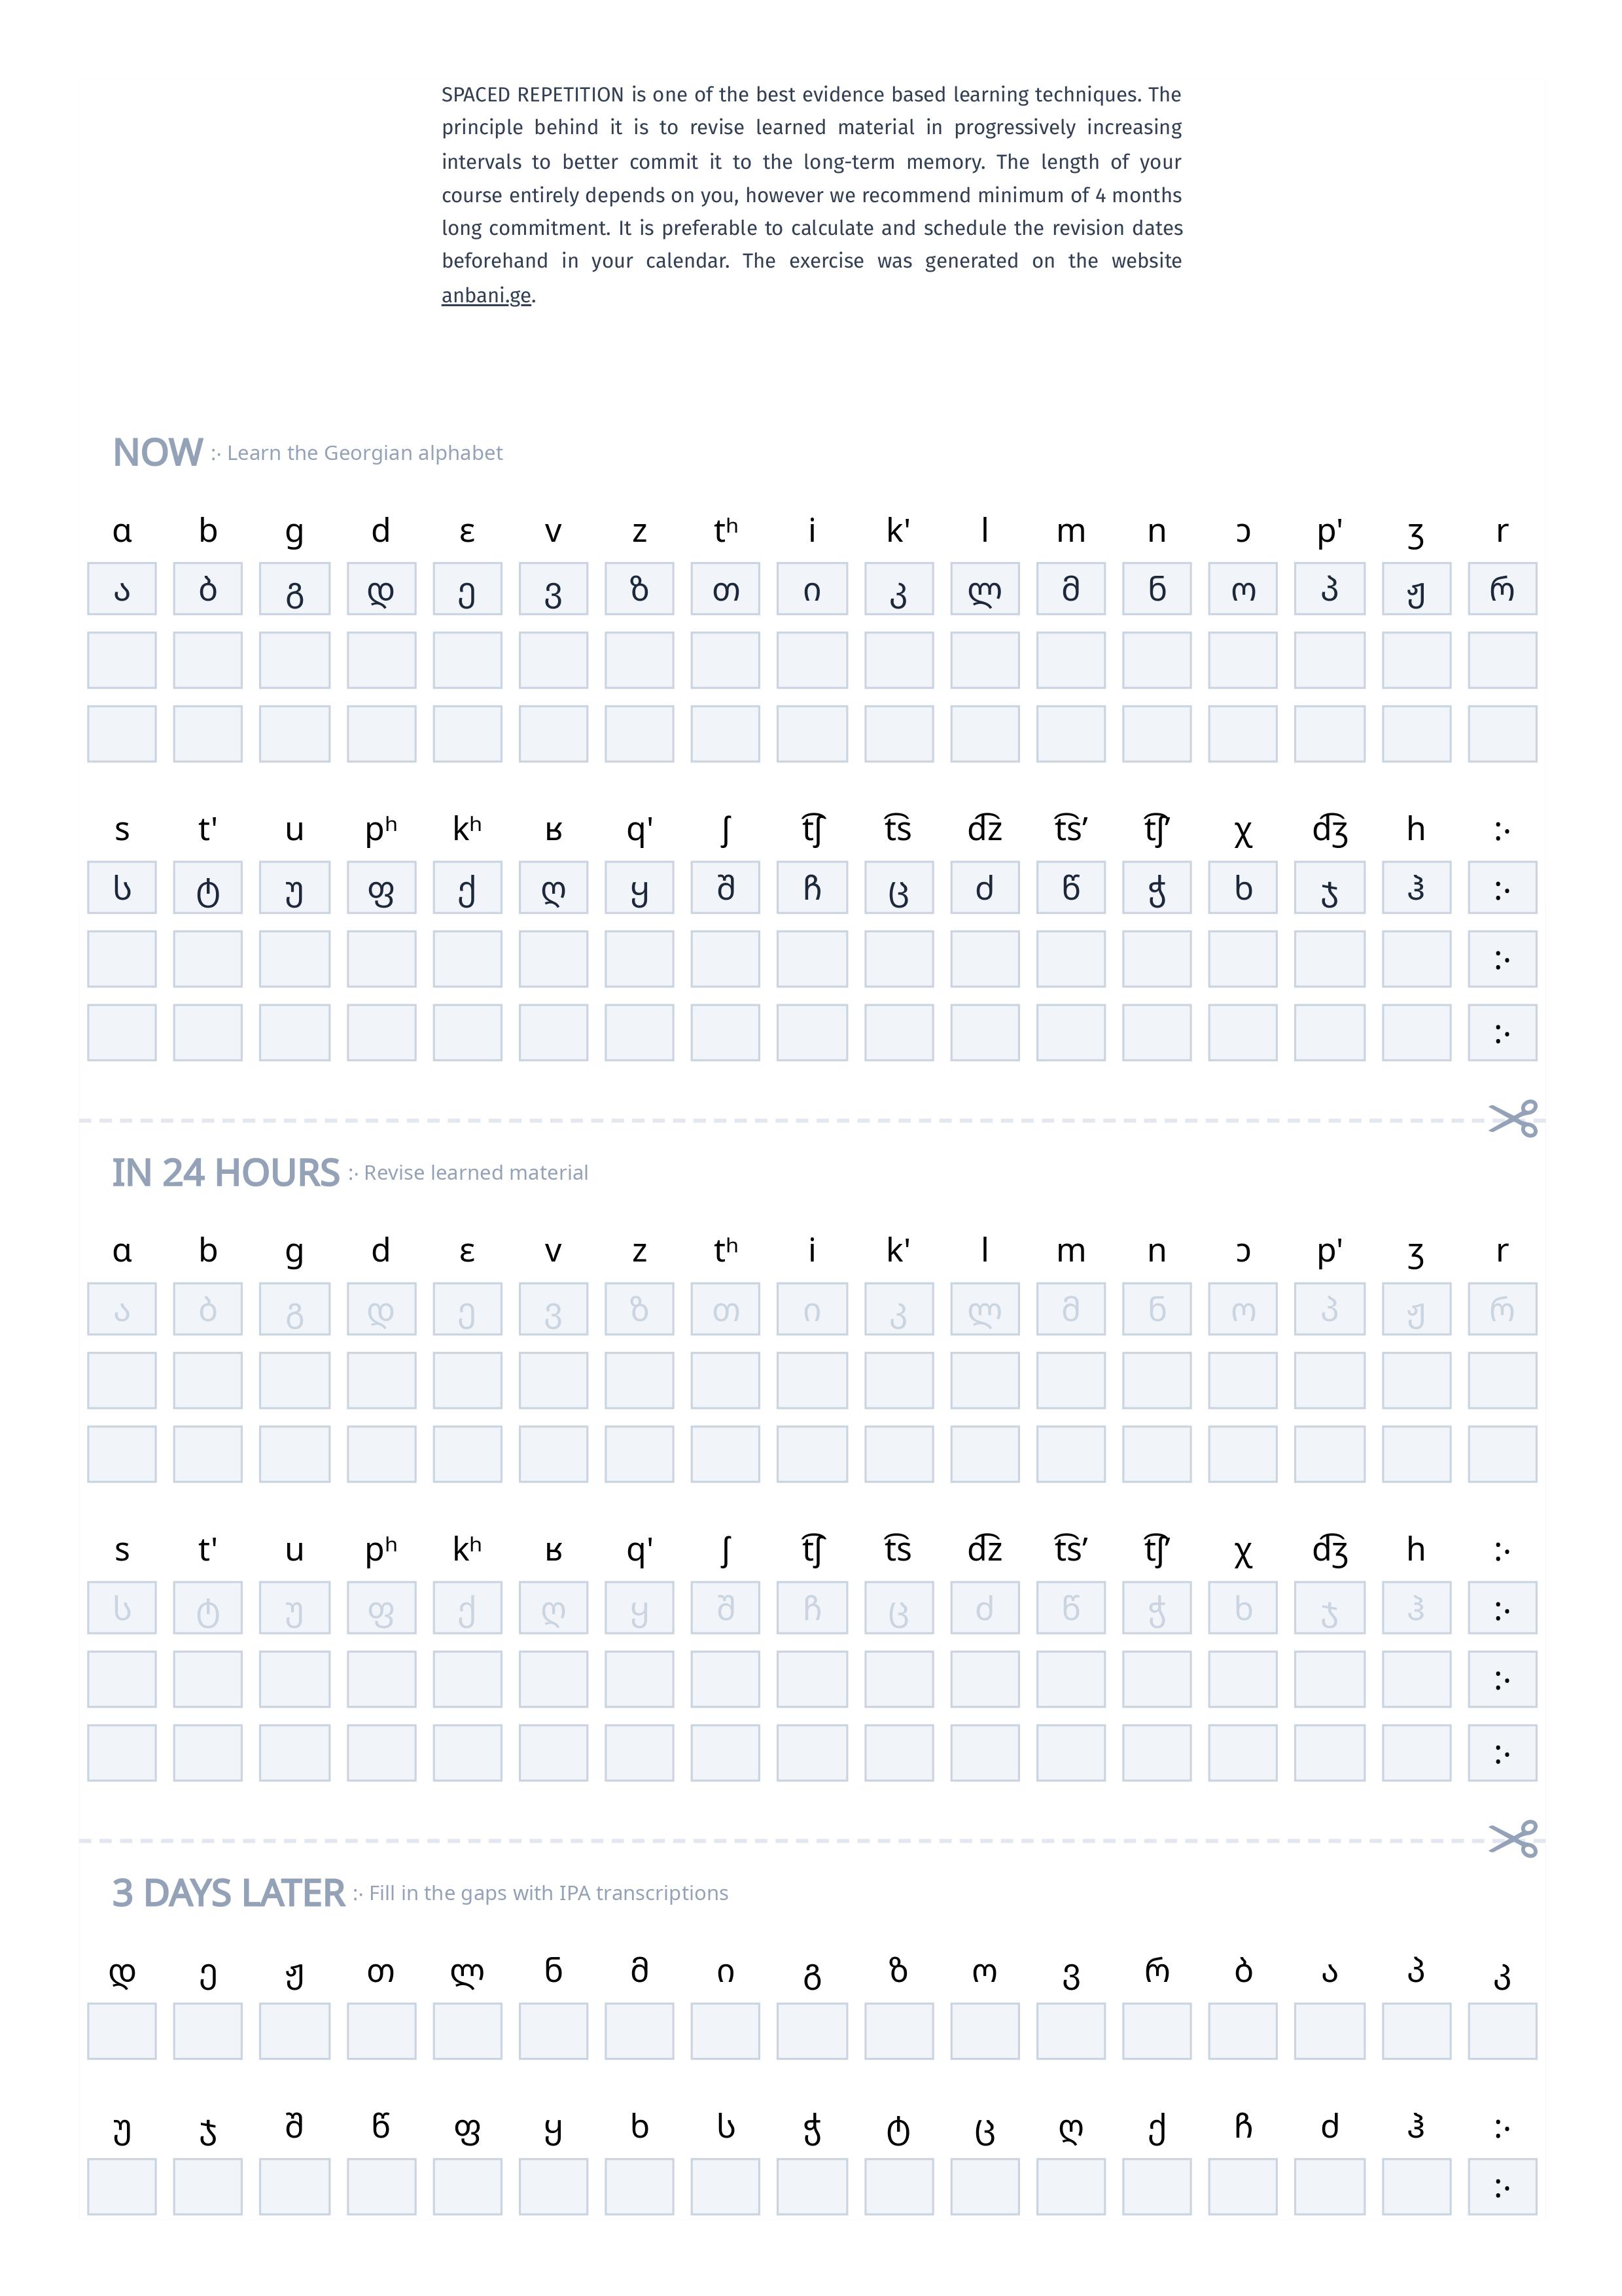 SPACED REPETITION is one of the best evidence based learning techniques. The
principle behind it is to revise learned material in progressively increasing
intervals to better commit it to the long-term memory. The length of your
course entirely depends on you, however we recommend minimum of 4 months
long commitment. It is preferable to calculate and schedule the revision dates
beforehand in your calendar. The exercise was generated on the website
anbani.ge.
NOW :· Learn the Georgian alphabet
ɑ b g d ɛ v z tʰ i k' l m n ɔ p' ʒ r
ა ბ გ დ ე ვ ზ თ ი კ ლ მ ნ ო პ ჟ რ
s t' u pʰ kʰ ʁ q' ʃ t͡ʃ t͡s d͡z t͡s’ t͡ʃ’ χ d͡ʒ h :·
ს ტ უ ფ ქ ღ ყ შ ჩ ც ძ წ ჭ ხ ჯ ჰ :·
:·
:·
IN 24 HOURS :· Revise learned material
ɑ b g d ɛ v z tʰ i k' l m n ɔ p' ʒ r
ა ბ გ დ ე ვ ზ თ ი კ ლ მ ნ ო პ ჟ რ
s t' u pʰ kʰ ʁ q' ʃ t͡ʃ t͡s d͡z t͡s’ t͡ʃ’ χ d͡ʒ h :·
ს ტ უ ფ ქ ღ ყ შ ჩ ც ძ წ ჭ ხ ჯ ჰ :·
:·
:·
3 DAYS LATER :· Fill in the gaps with IPA transcriptions
დ ე ჟ თ ლ ნ მ ი გ ზ ო ვ რ ბ ა პ კ
უ ჯ შ წ ფ ყ ხ ს ჭ ტ ც ღ ქ ჩ ძ ჰ :·
:·